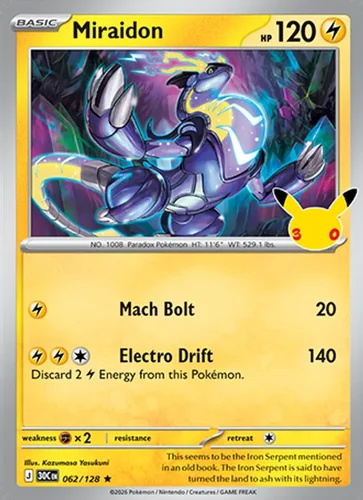 BASIC
Miraidon HP 120
30
NO. 1008 Paradox Pokémon HT: 11'6" WT: 529.1 lbs.
Mach Bolt 20
Electro Drift 140
Discard 2 Energy from this Pokémon.
weakness ×2 resistance retreat
Illus. Kazumasa Yasukuni
J 30C EN 062/128 ★
This seems to be the Iron Serpent mentioned
in an old book. The Iron Serpent is said to have
turned the land to ash with its lightning.
©2026 Pokémon / Nintendo / Creatures / GAME FREAK